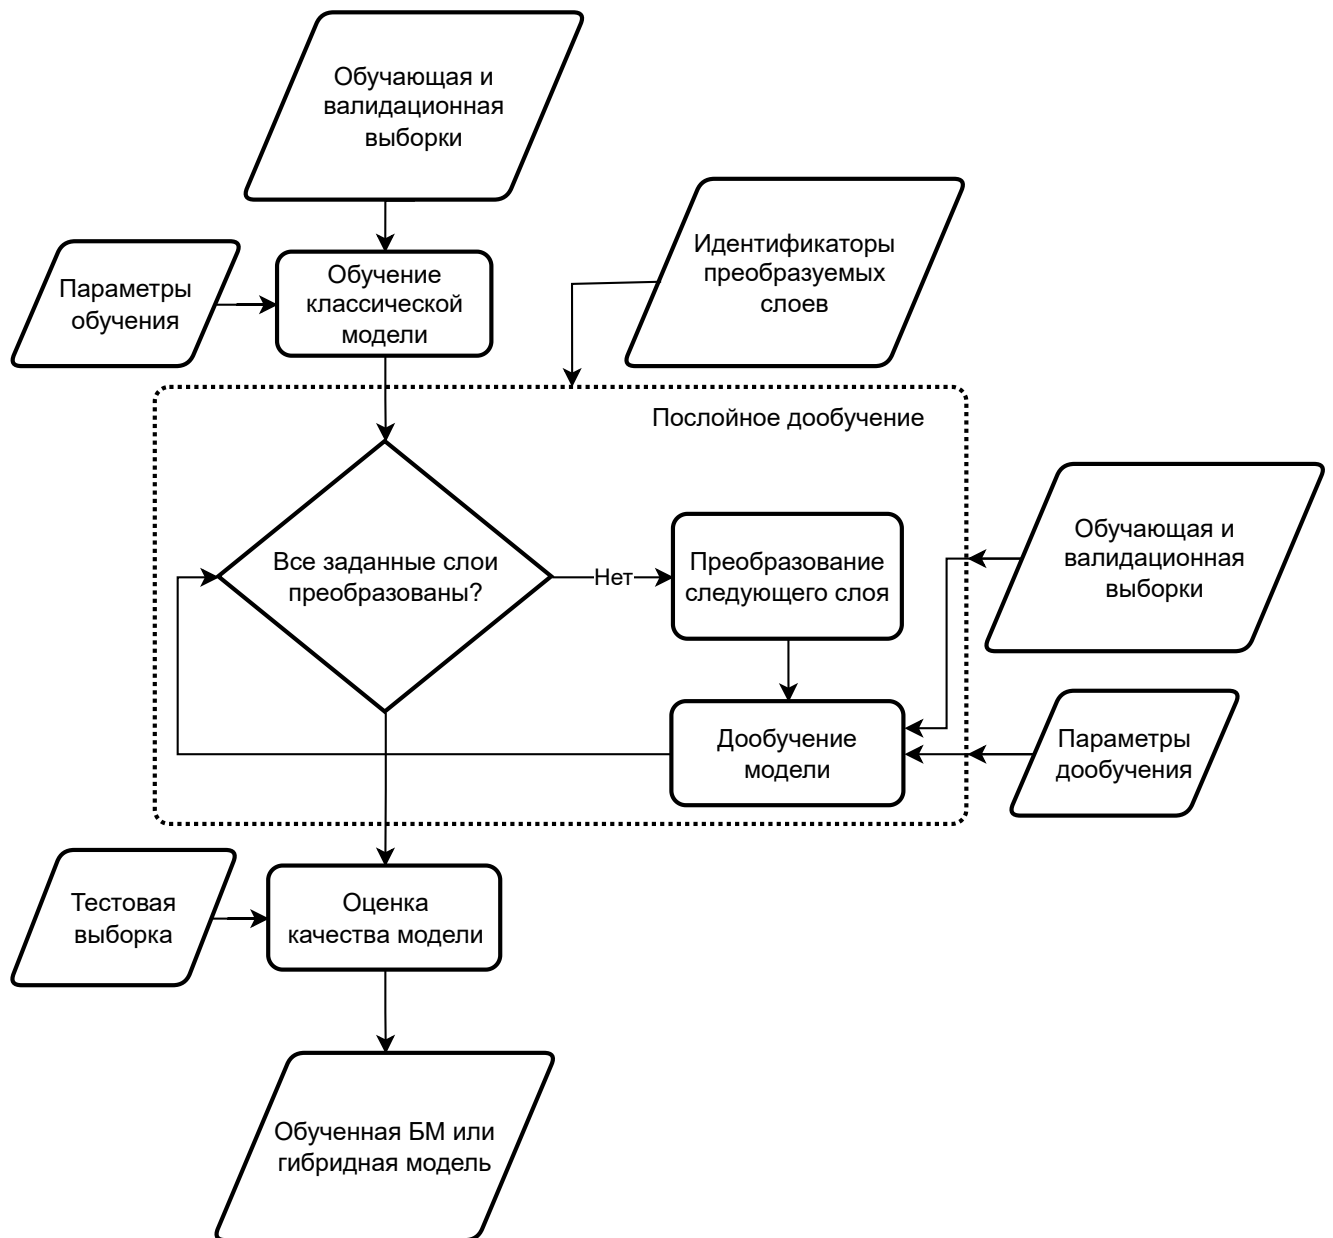 Обучающая и
валидационная
выборки
Идентификаторы
преобразуемых
слоев
Параметры
обучения
Обучение
классической
модели
Послойное дообучение
Все заданные слои
преобразованы?
Нет
Преобразование
следующего слоя
Обучающая и
валидационная
выборки
Дообучение
модели
Параметры
дообучения
Тестовая
выборка
Оценка
качества модели
Обученная БМ или
гибридная модель